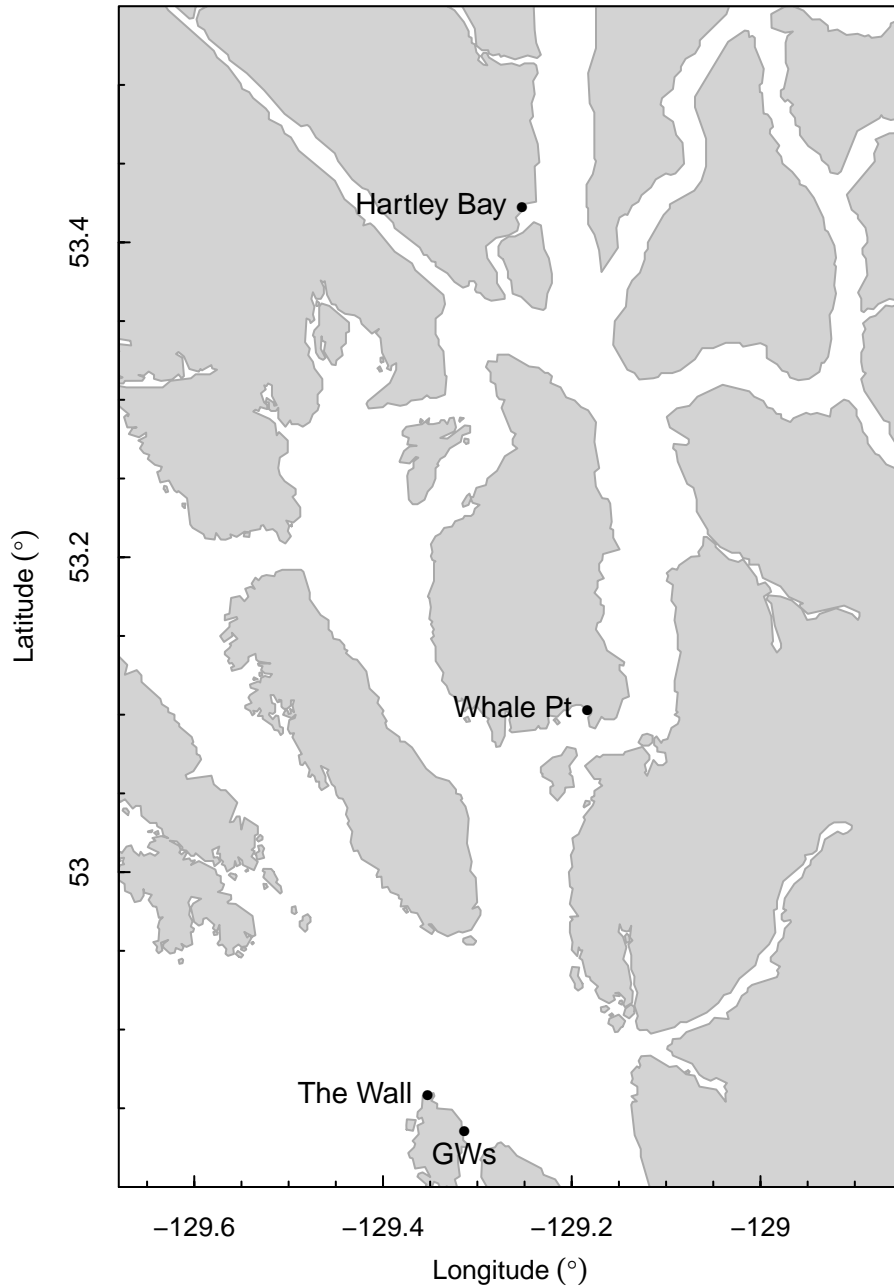 Hartley Bay
53.4
53.2
Latitude (°)
Whale Pt
53
The Wall
GWs
−129.6
−129.4
−129.2
−129
Longitude (°)